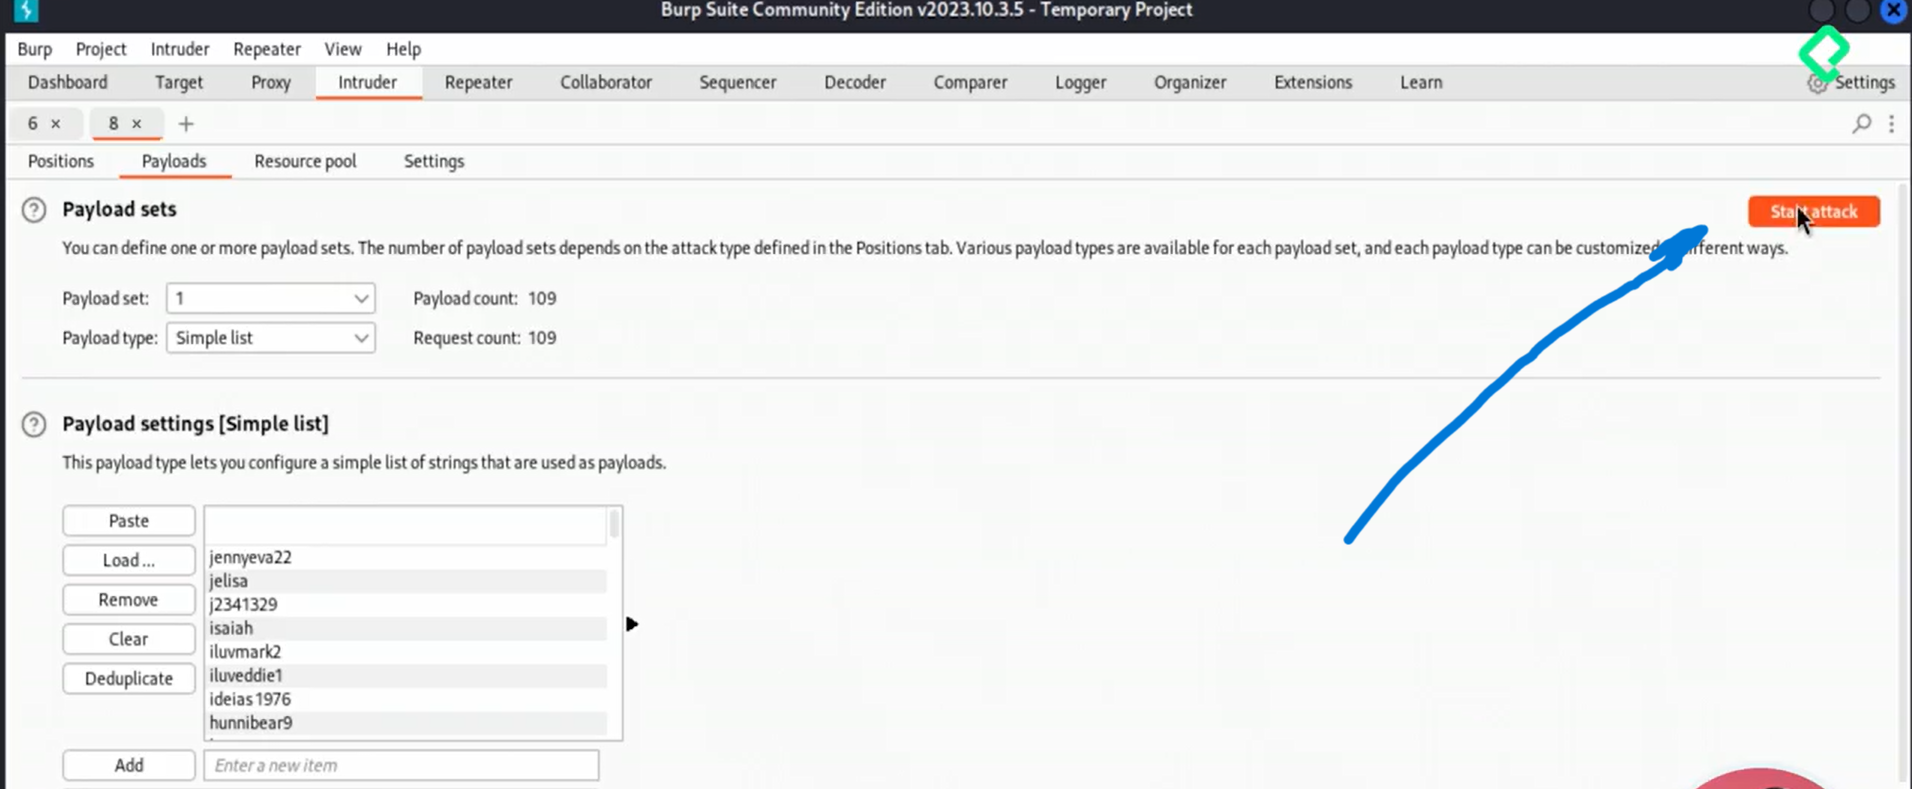 Burp Suite Community Edition v2023.10.3.5 - Temporary Project
Burp Project Intruder Repeater View Help
Dashboard Target Proxy Intruder Repeater Collaborator Sequencer Decoder Comparer Logger Organizer Extensions Learn Settings
6 × 8 × +
Positions Payloads Resource pool Settings
? Payload sets
Start attack
You can define one or more payload sets. The number of payload sets depends on the attack type defined in the Positions tab. Various payload types are available for each payload set, and each payload type can be customized ways.
Payload set: 1 Payload count: 109
Payload type: Simple list Request count: 109
? Payload settings [Simple list]
This payload type lets you configure a simple list of strings that are used as payloads.
Paste
Load ...
Remove
Clear
Deduplicate
jennyeva22
jelisa
j2341329
isaiah
iluvmark2
iluveddie1
ideias1976
hunnibear9
Add Enter a new item